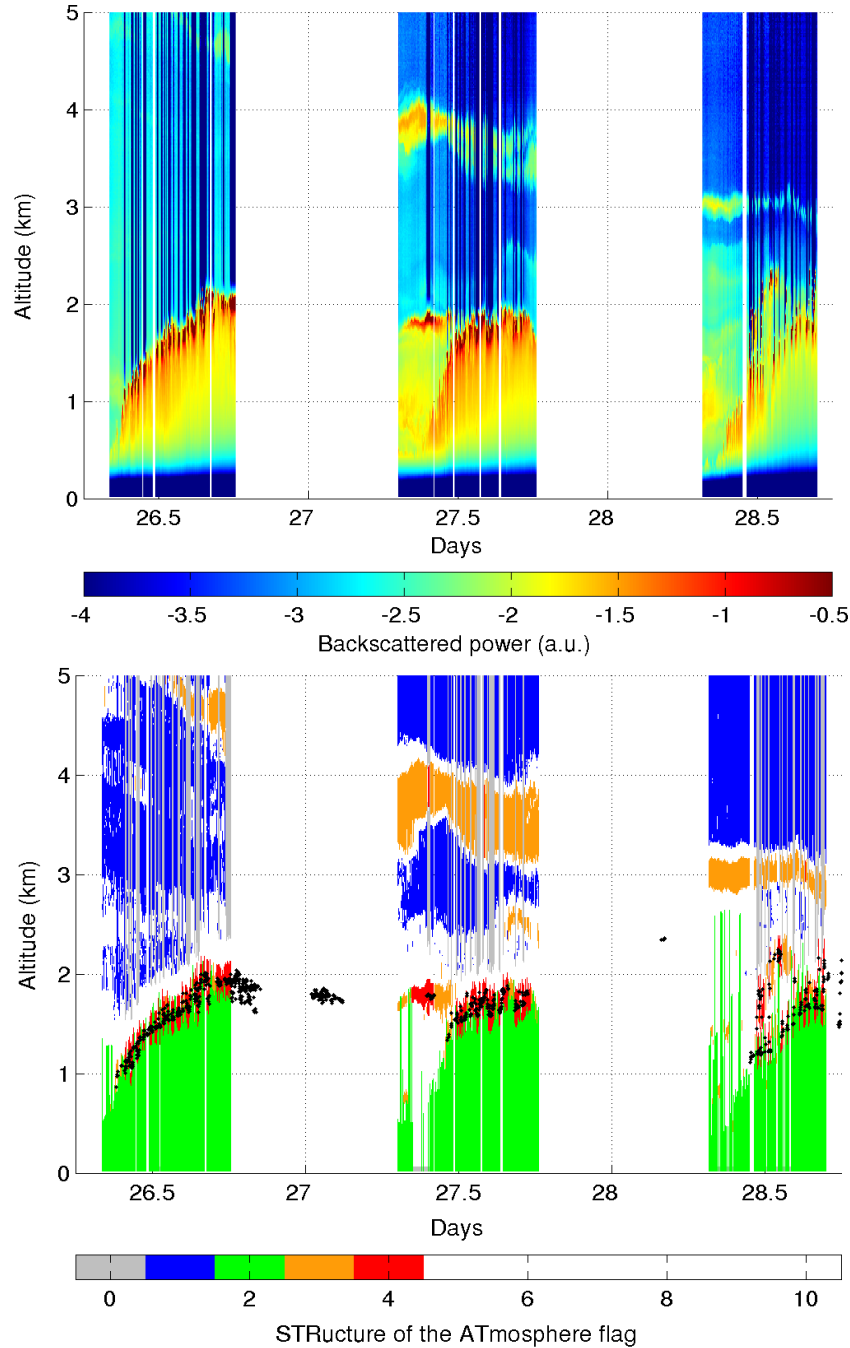 5
4
3
2
1
0
Altitude (km)
26.5 27 27.5 28 28.5
Days
-4 -3.5 -3 -2.5 -2 -1.5 -1 -0.5
Backscattered power (a.u.)
5
4
3
2
1
0
Altitude (km)
26.5 27 27.5 28 28.5
Days
0 2 4 6 8 10
STRucture of the ATmosphere flag